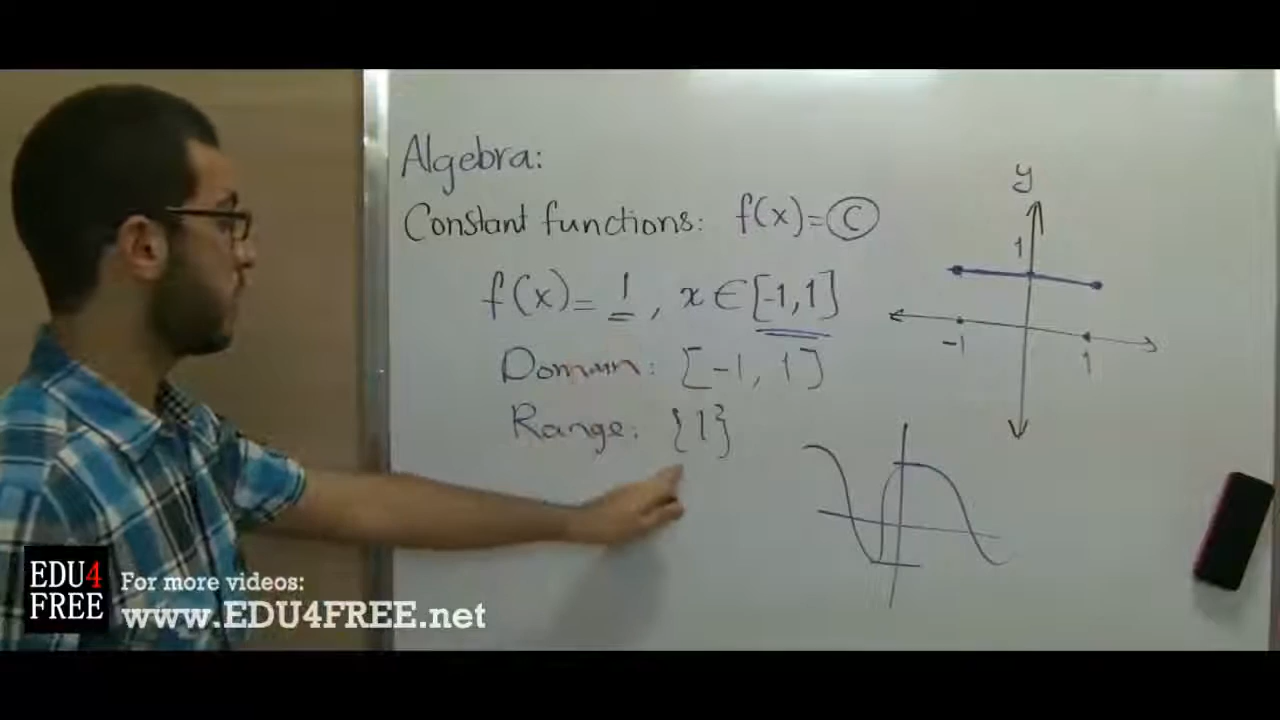 Algebra:
Constant functions: f(x)=C
f(x)= 1 , x ∈ [-1,1]
Domain: [-1, 1]
Range: {1}
y
1
-1
1
EDU4
FREE
For more videos:
www.EDU4FREE.net